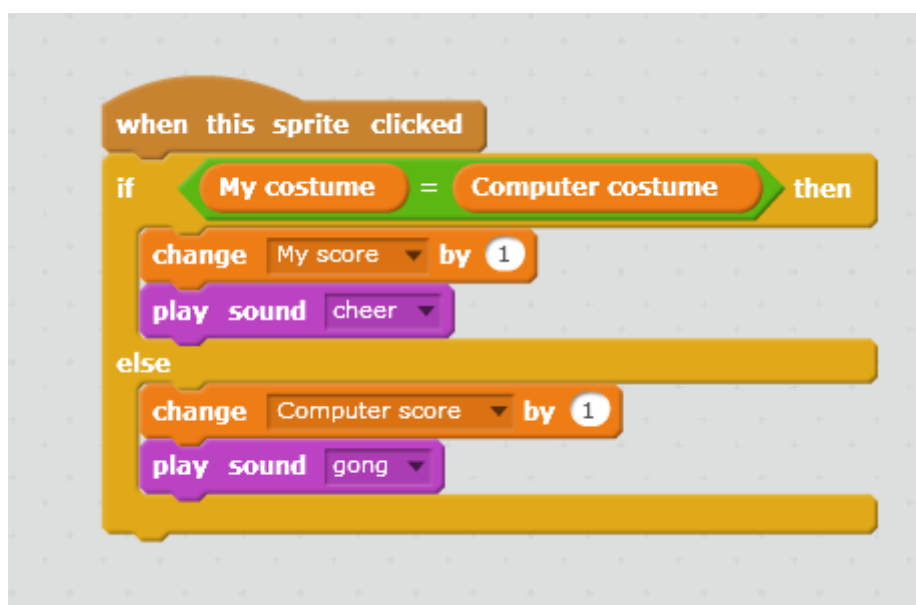 when this sprite clicked
if My costume = Computer costume then
change My score by 1
play sound cheer
else
change Computer score by 1
play sound gong